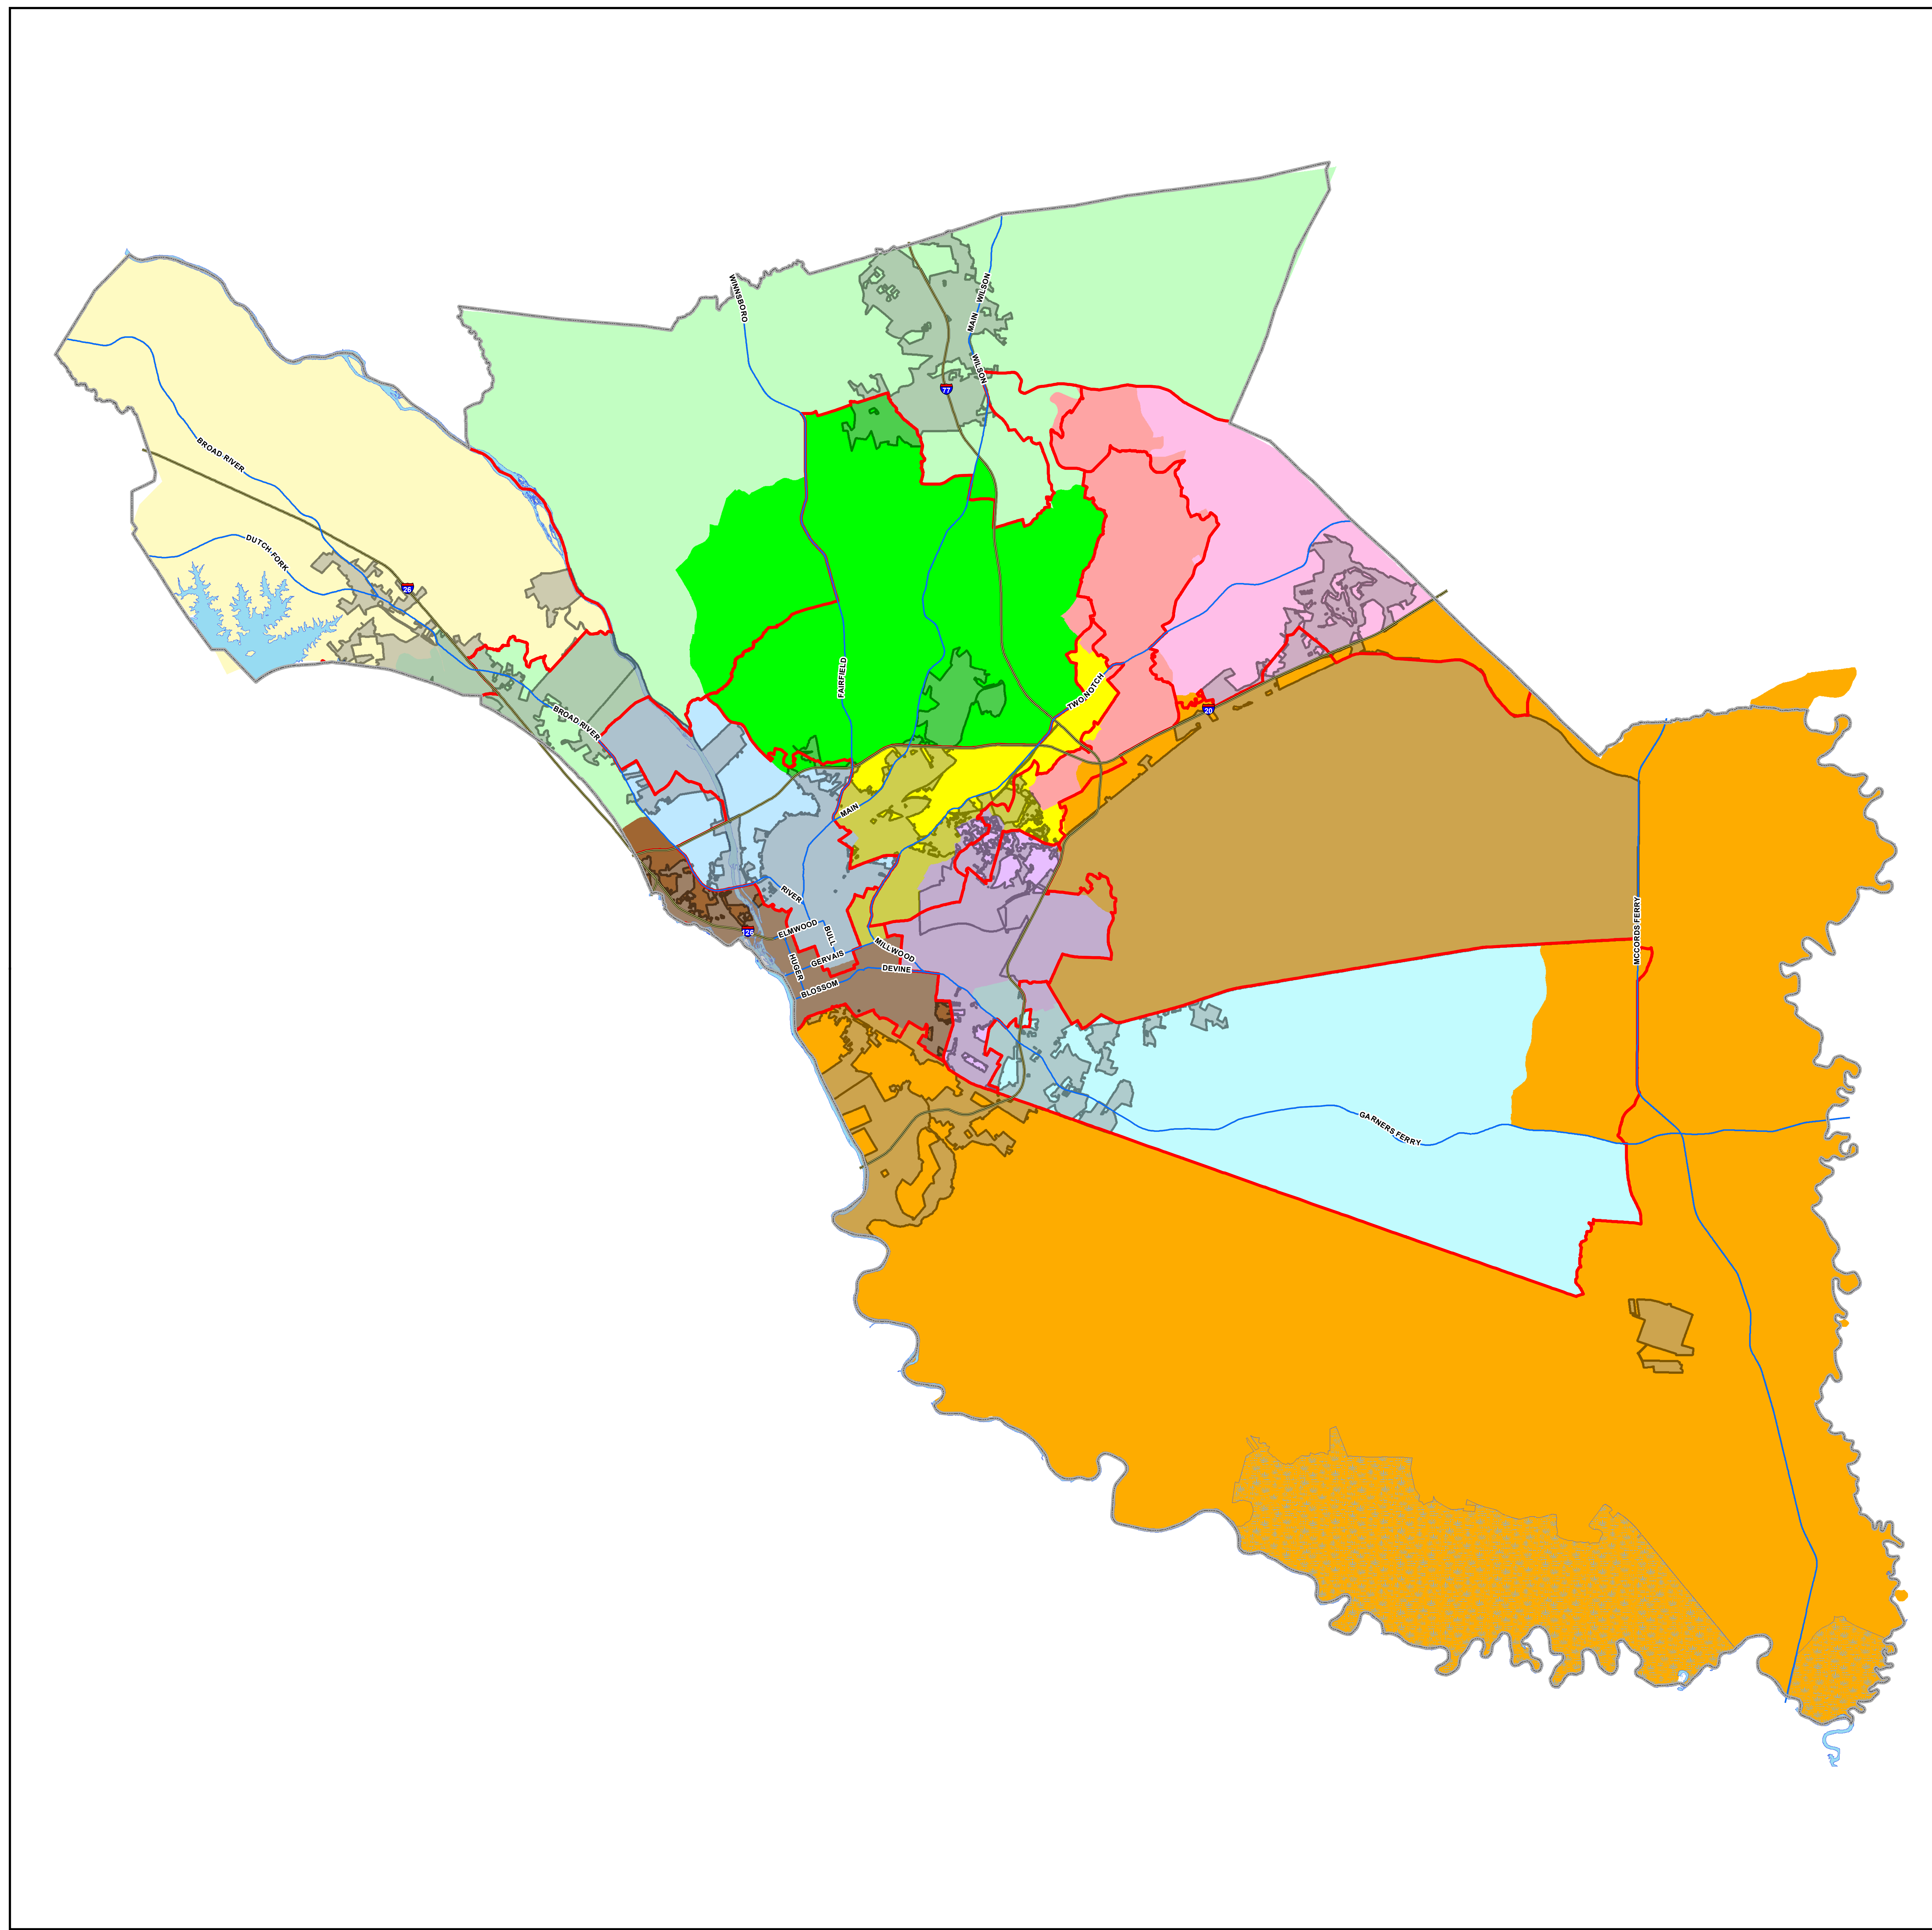 WINNSBORO
MAIN
WILSON
WILSON
77
BROAD RIVER
DUTCH FORK
26
FAIRFIELD
TWO NOTCH
20
BROAD RIVER
MAIN
RIVER
ELMWOOD
126
BULL
HUGER
GERVAIS
MILLWOOD
DEVINE
BLOSSOM
MCCORDS FERRY
GARNERS FERRY